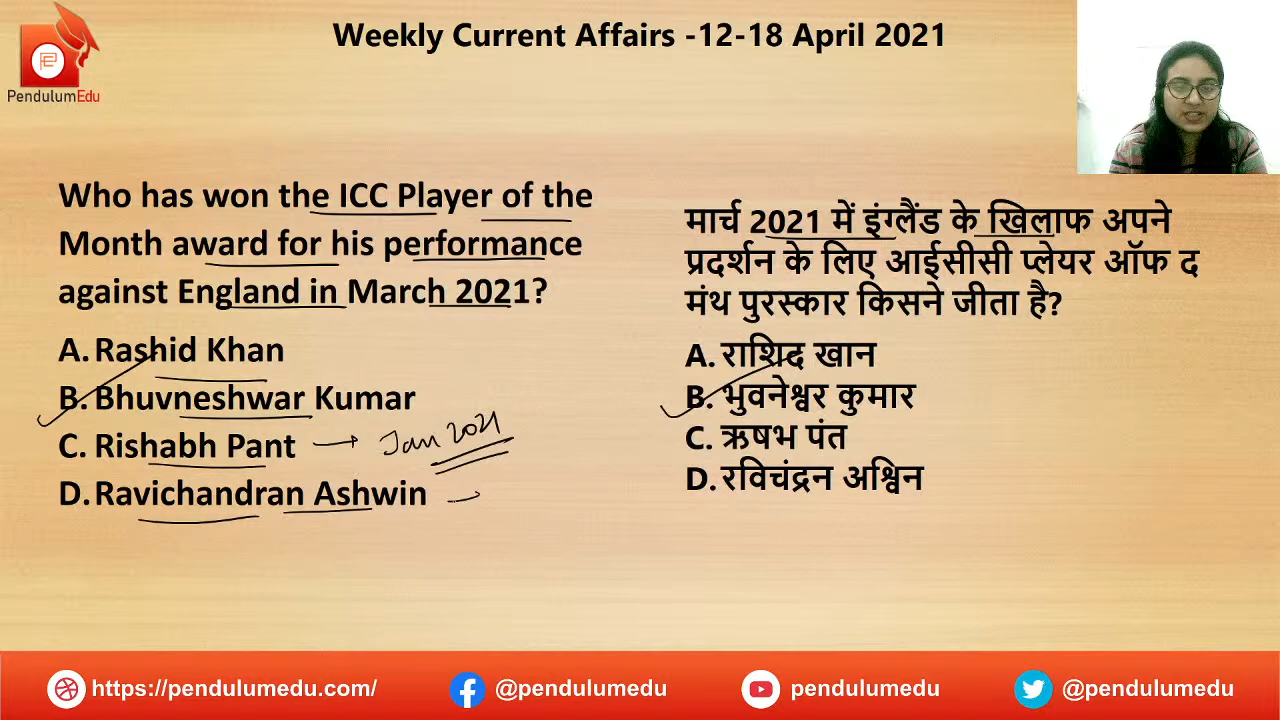 Weekly Current Affairs -12-18 April 2021
PendulumEdu
Who has won the ICC Player of the
Month award for his performance
against England in March 2021?
A. Rashid Khan
B. Bhuvneshwar Kumar
C. Rishabh Pant → Jan 2021
D. Ravichandran Ashwin
मार्च 2021 में इंग्लैंड के खिलाफ अपने
प्रदर्शन के लिए आईसीसी प्लेयर ऑफ द
मंथ पुरस्कार किसने जीता है?
A. राशिद खान
B. भुवनेश्वर कुमार
C. ऋषभ पंत
D. रविचंद्रन अश्विन
https://pendulumedu.com/
@pendulumedu
pendulumedu
@pendulumedu